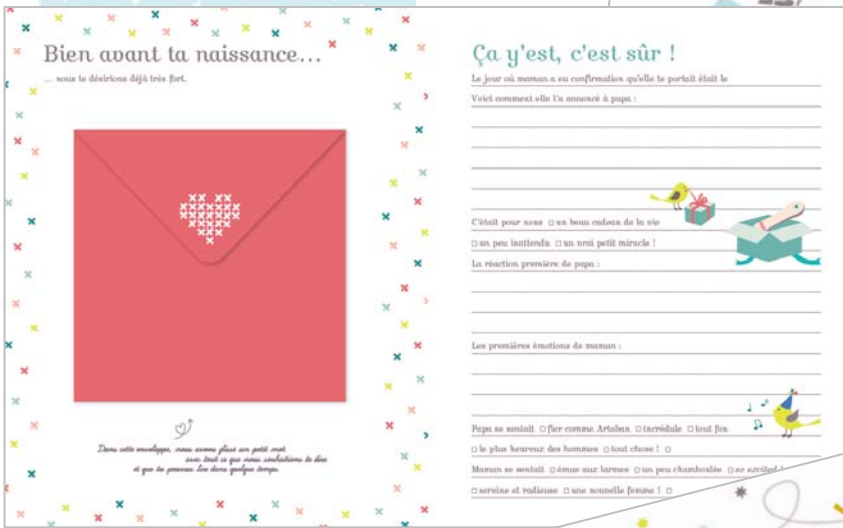 Bien avant ta naissance...
... nous te désirions déjà très fort.
Dans cette enveloppe, nous avons glissé un petit mot
avec tout ce que nous souhaitions te dire
et que tu pourras lire dans quelque temps.
Ça y'est, c'est sûr !
Le jour où maman a eu confirmation qu'elle te portait était le
Voici comment elle l'a annoncé à papa :
C'était pour nous □ un beau cadeau de la vie
□ un peu inattendu □ un vrai petit miracle !
La réaction première de papa :
Les premières émotions de maman :
Papa se sentait □ fier comme Artaban □ incrédule □ tout fou
□ le plus heureux des hommes □ tout chose ! □
Maman se sentait □ émue aux larmes □ un peu chamboulée □ so excited !
□ sereine et radieuse □ une nouvelle femme ! □